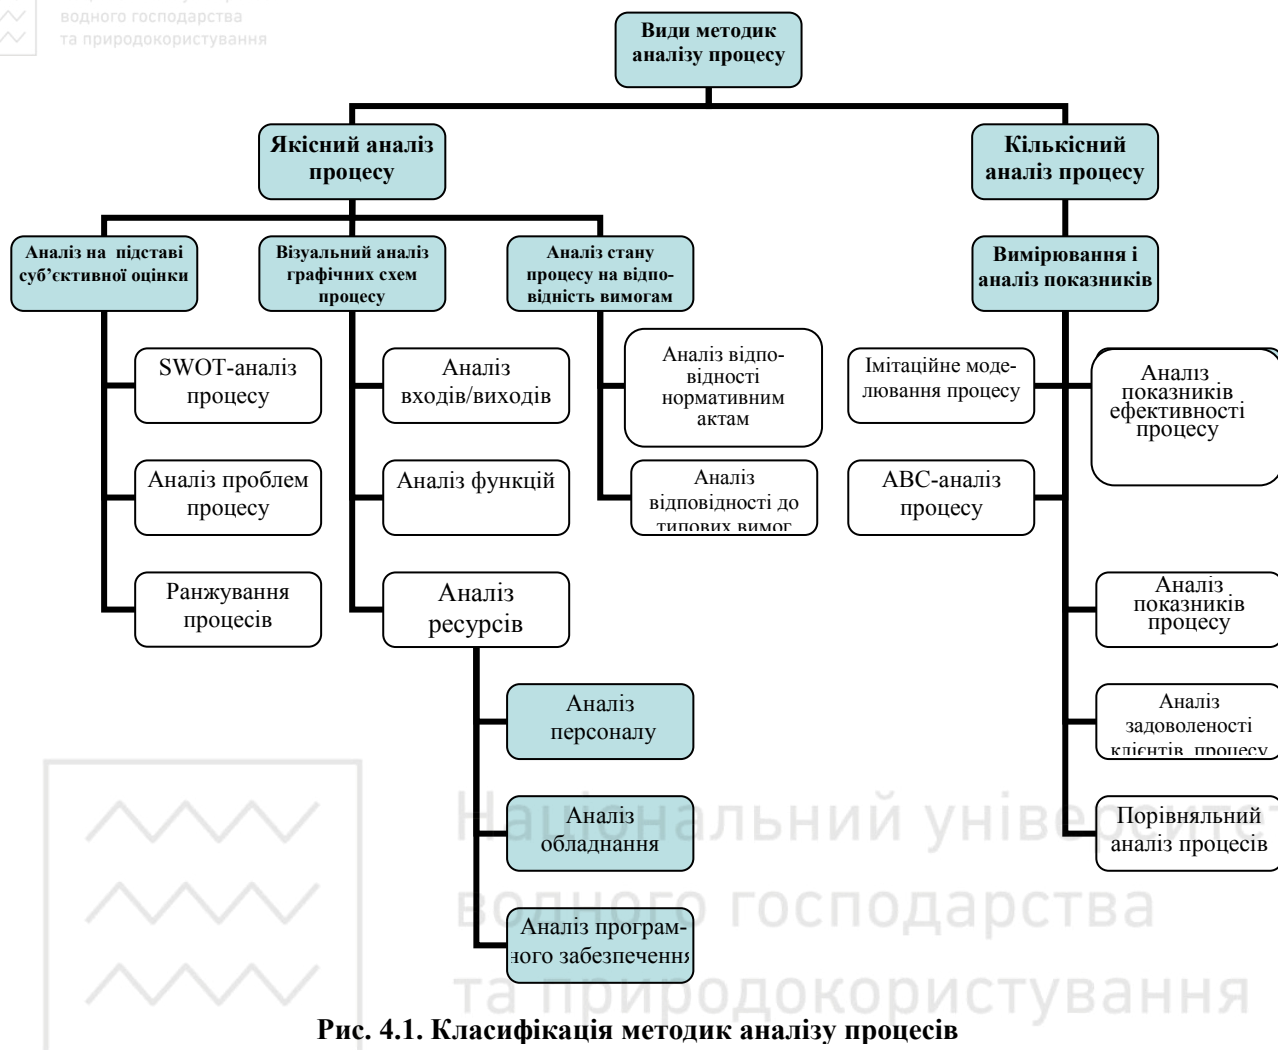 водного господарства
та природокористування
Види методик
аналізу процесу
Якісний аналіз
процесу
Кількісний
аналіз процесу
Аналіз на підставі
суб’єктивної оцінки
Візуальний аналіз
графічних схем
процесу
Аналіз стану
процесу на відпо-
відність вимогам
Вимірювання і
аналіз показників
SWOT-аналіз
процесу
Аналіз
входів/виходів
Аналіз відпо-
відності
нормативним
актам
Імітаційне моде-
лювання процесу
Аналіз
показників
ефективності
процесу
Аналіз проблем
процесу
Аналіз функцій
Аналіз
відповідності до
типових вимог
АВС-аналіз
процесу
Ранжування
процесів
Аналіз
ресурсів
Аналіз
показників
процесу
Аналіз
персоналу
Аналіз
задоволеності
клієнтів процесу
Аналіз
обладнання
Порівняльний
аналіз процесів
Аналіз програм-
ного забезпечення
Національний університет
водного господарства
та природокористування
Рис. 4.1. Класифікація методик аналізу процесів